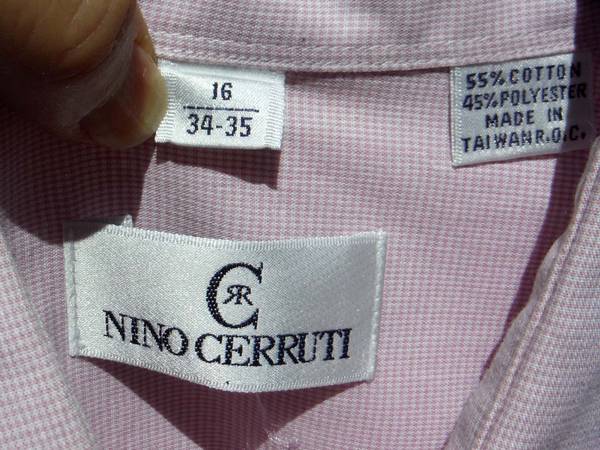 16
34-35
55% COTTON
45% POLYESTER
MADE IN
TAIWAN R.O.C.
C
RR
NINO CERRUTI